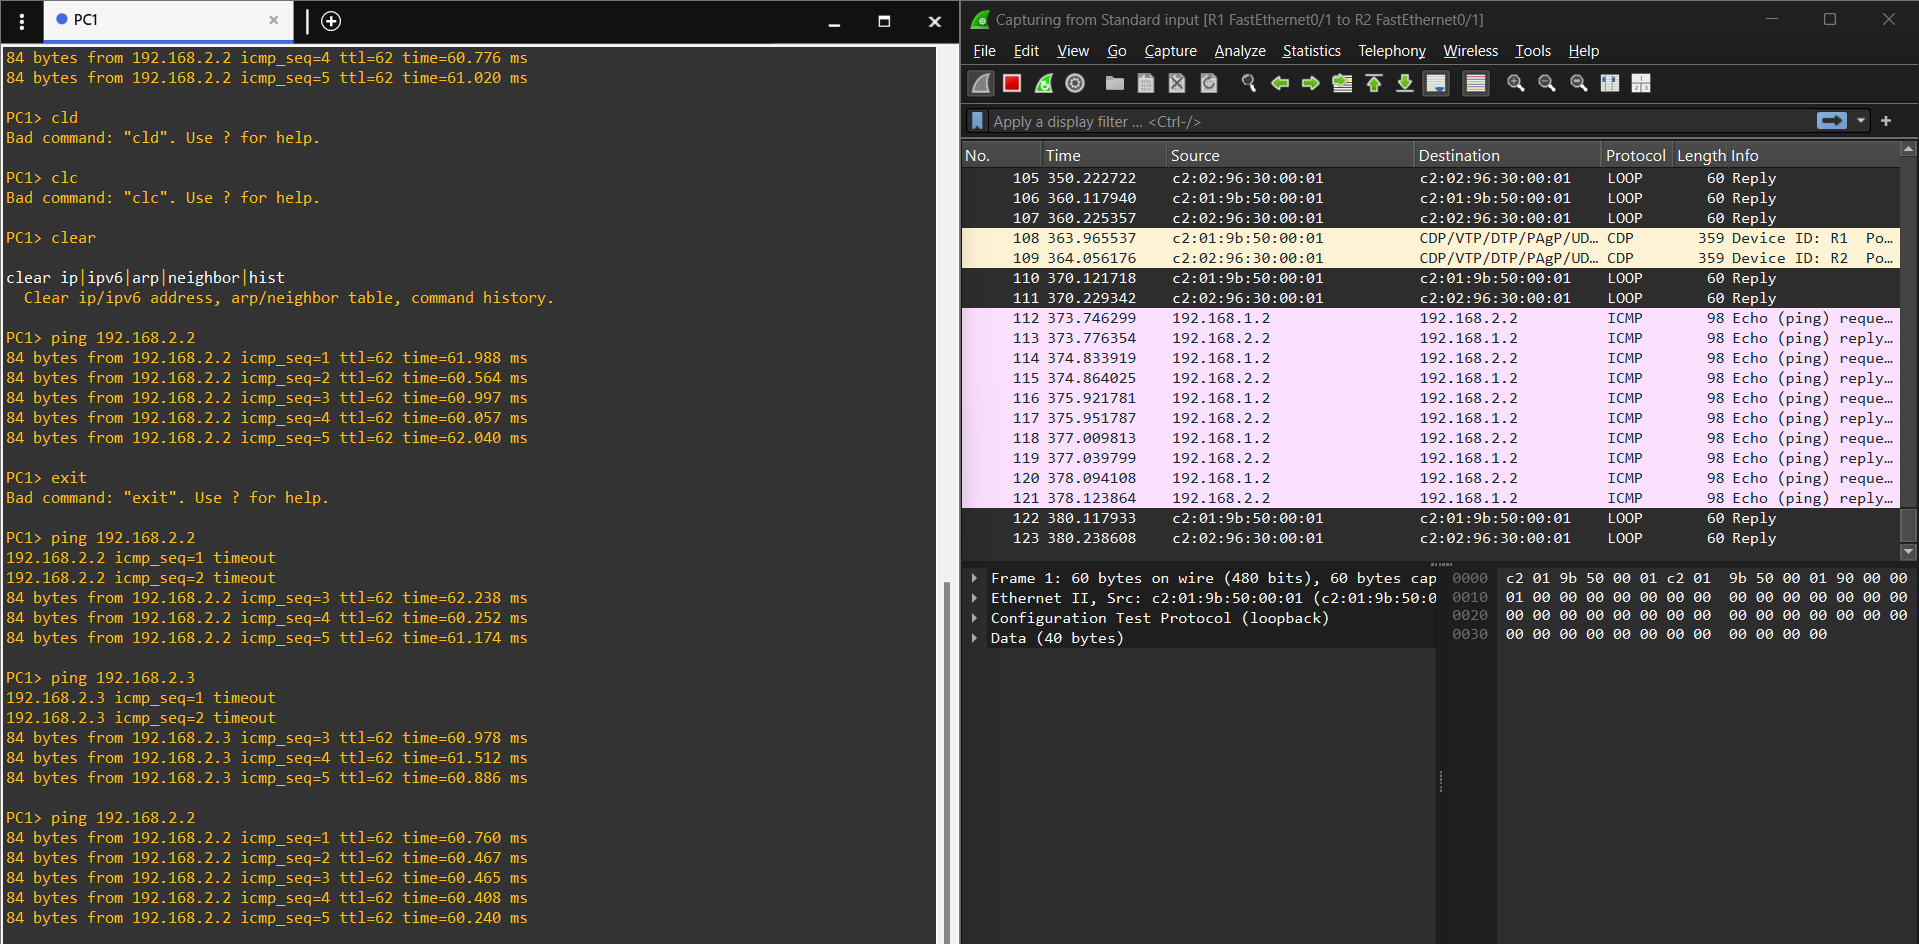 PC1
84 bytes from 192.168.2.2 icmp_seq=4 ttl=62 time=60.776 ms
84 bytes from 192.168.2.2 icmp_seq=5 ttl=62 time=61.020 ms
PC1> cld
Bad command: "cld". Use ? for help.
PC1> clc
Bad command: "clc". Use ? for help.
PC1> clear
clear ip|ipv6|arp|neighbor|hist
Clear ip/ipv6 address, arp/neighbor table, command history.
PC1> ping 192.168.2.2
84 bytes from 192.168.2.2 icmp_seq=1 ttl=62 time=61.988 ms
84 bytes from 192.168.2.2 icmp_seq=2 ttl=62 time=60.564 ms
84 bytes from 192.168.2.2 icmp_seq=3 ttl=62 time=60.997 ms
84 bytes from 192.168.2.2 icmp_seq=4 ttl=62 time=60.057 ms
84 bytes from 192.168.2.2 icmp_seq=5 ttl=62 time=62.040 ms
PC1> exit
Bad command: "exit". Use ? for help.
PC1> ping 192.168.2.2
192.168.2.2 icmp_seq=1 timeout
192.168.2.2 icmp_seq=2 timeout
84 bytes from 192.168.2.2 icmp_seq=3 ttl=62 time=62.238 ms
84 bytes from 192.168.2.2 icmp_seq=4 ttl=62 time=60.252 ms
84 bytes from 192.168.2.2 icmp_seq=5 ttl=62 time=61.174 ms
PC1> ping 192.168.2.3
192.168.2.3 icmp_seq=1 timeout
192.168.2.3 icmp_seq=2 timeout
84 bytes from 192.168.2.3 icmp_seq=3 ttl=62 time=60.978 ms
84 bytes from 192.168.2.3 icmp_seq=4 ttl=62 time=61.512 ms
84 bytes from 192.168.2.3 icmp_seq=5 ttl=62 time=60.886 ms
PC1> ping 192.168.2.2
84 bytes from 192.168.2.2 icmp_seq=1 ttl=62 time=60.760 ms
84 bytes from 192.168.2.2 icmp_seq=2 ttl=62 time=60.467 ms
84 bytes from 192.168.2.2 icmp_seq=3 ttl=62 time=60.465 ms
84 bytes from 192.168.2.2 icmp_seq=4 ttl=62 time=60.408 ms
84 bytes from 192.168.2.2 icmp_seq=5 ttl=62 time=60.240 ms
Capturing from Standard input [R1 FastEthernet0/1 to R2 FastEthernet0/1]
File Edit View Go Capture Analyze Statistics Telephony Wireless Tools Help
Apply a display filter … <Ctrl-/>
No. Time Source Destination Protocol Length Info
105 350.222722 c2:02:96:30:00:01 c2:02:96:30:00:01 LOOP 60 Reply
106 360.117940 c2:01:9b:50:00:01 c2:01:9b:50:00:01 LOOP 60 Reply
107 360.225357 c2:02:96:30:00:01 c2:02:96:30:00:01 LOOP 60 Reply
108 363.965537 c2:01:9b:50:00:01 CDP/VTP/DTP/PAgP/UD… CDP 359 Device ID: R1 Po…
109 364.056176 c2:02:96:30:00:01 CDP/VTP/DTP/PAgP/UD… CDP 359 Device ID: R2 Po…
110 370.121718 c2:01:9b:50:00:01 c2:01:9b:50:00:01 LOOP 60 Reply
111 370.229342 c2:02:96:30:00:01 c2:02:96:30:00:01 LOOP 60 Reply
112 373.746299 192.168.1.2 192.168.2.2 ICMP 98 Echo (ping) reque…
113 373.776354 192.168.2.2 192.168.1.2 ICMP 98 Echo (ping) reply…
114 374.833919 192.168.1.2 192.168.2.2 ICMP 98 Echo (ping) reque…
115 374.864025 192.168.2.2 192.168.1.2 ICMP 98 Echo (ping) reply…
116 375.921781 192.168.1.2 192.168.2.2 ICMP 98 Echo (ping) reque…
117 375.951787 192.168.2.2 192.168.1.2 ICMP 98 Echo (ping) reply…
118 377.009813 192.168.1.2 192.168.2.2 ICMP 98 Echo (ping) reque…
119 377.039799 192.168.2.2 192.168.1.2 ICMP 98 Echo (ping) reply…
120 378.094108 192.168.1.2 192.168.2.2 ICMP 98 Echo (ping) reque…
121 378.123864 192.168.2.2 192.168.1.2 ICMP 98 Echo (ping) reply…
122 380.117933 c2:01:9b:50:00:01 c2:01:9b:50:00:01 LOOP 60 Reply
123 380.238608 c2:02:96:30:00:01 c2:02:96:30:00:01 LOOP 60 Reply
Frame 1: 60 bytes on wire (480 bits), 60 bytes cap
Ethernet II, Src: c2:01:9b:50:00:01 (c2:01:9b:50:0
Configuration Test Protocol (loopback)
Data (40 bytes)
0000 c2 01 9b 50 00 01 c2 01 9b 50 00 01 90 00 00
0010 01 00 00 00 00 00 00 00 00 00 00 00 00 00 00
0020 00 00 00 00 00 00 00 00 00 00 00 00 00 00 00
0030 00 00 00 00 00 00 00 00 00 00 00 00